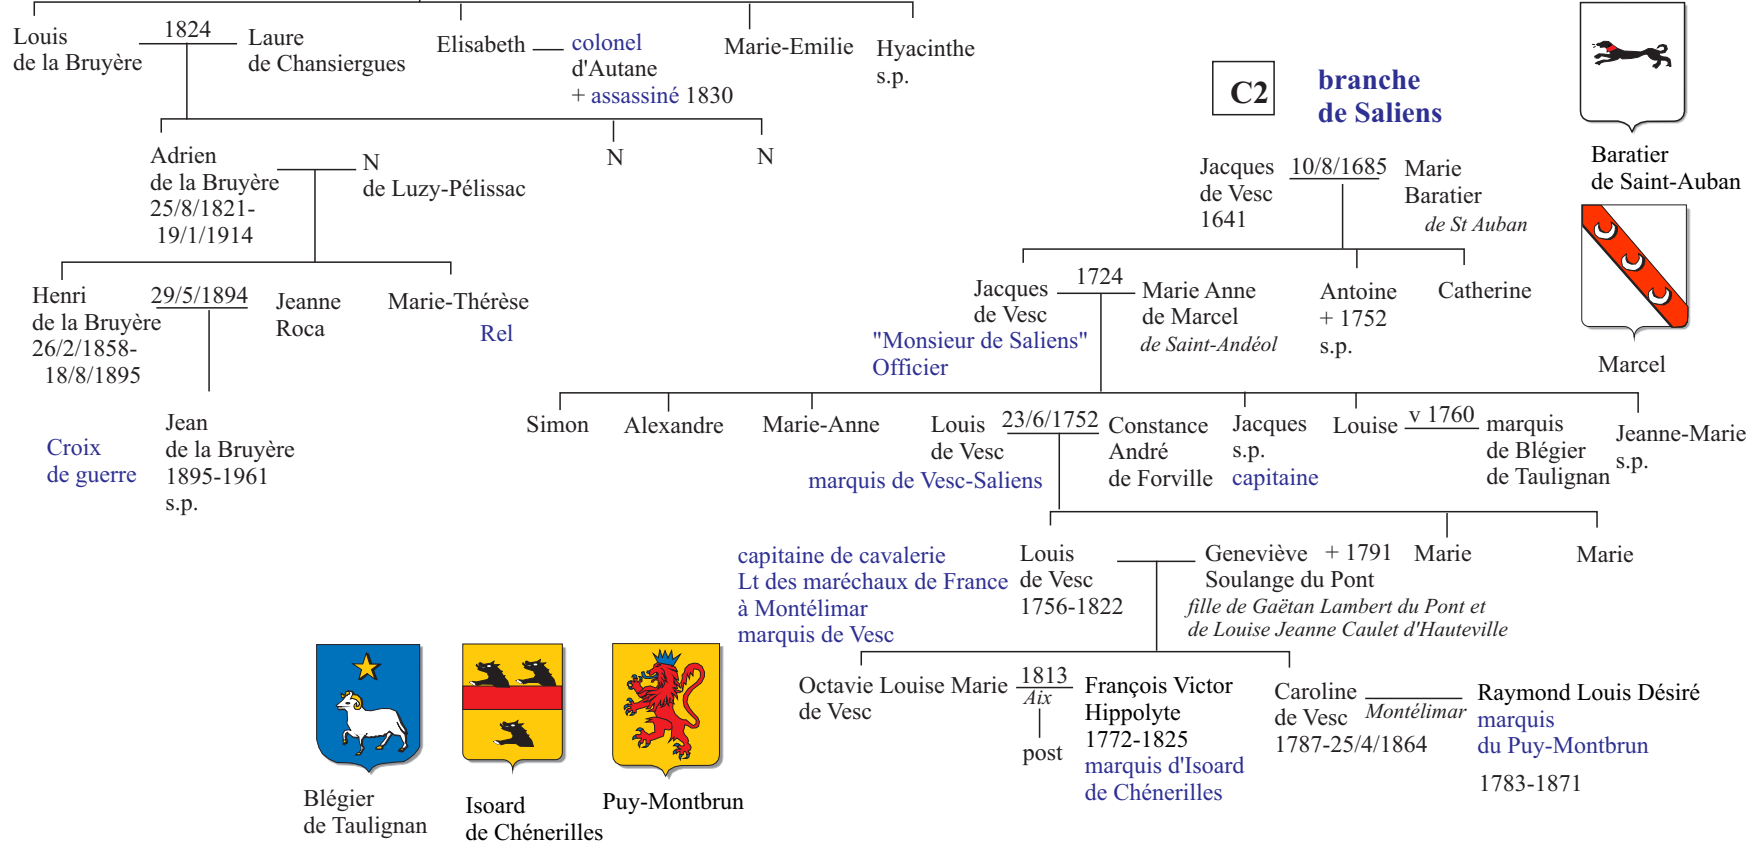 Louis
de la Bruyère
1824
Laure
de Chansiergues
Elisabeth
colonel
d'Autane
+ assassiné 1830
Marie-Emilie
Hyacinthe
s.p.
Adrien
de la Bruyère
25/8/1821-
19/1/1914
N
de Luzy-Pélissac
N
N
Henri
de la Bruyère
26/2/1858-
18/8/1895
29/5/1894
Jeanne
Roca
Marie-Thérèse
Rel
Croix
de guerre
Jean
de la Bruyère
1895-1961
s.p.
C2
branche
de Saliens
Baratier
de Saint-Auban
Jacques
de Vesc
1641
10/8/1685
Marie
Baratier
de St Auban
Marcel
Jacques
de Vesc
"Monsieur de Saliens"
Officier
1724
Marie Anne
de Marcel
de Saint-Andéol
Antoine
+ 1752
s.p.
Catherine
Simon
Alexandre
Marie-Anne
Louis
de Vesc
marquis de Vesc-Saliens
23/6/1752
Constance
André
de Forville
Jacques
s.p.
capitaine
Louise
v 1760
marquis
de Blégier
de Taulignan
Jeanne-Marie
s.p.
capitaine de cavalerie
Lt des maréchaux de France
à Montélimar
marquis de Vesc
Louis
de Vesc
1756-1822
Geneviève + 1791
Soulange du Pont
fille de Gaëtan Lambert du Pont et
de Louise Jeanne Caulet d'Hauteville
Marie
Marie
Octavie Louise Marie
de Vesc
1813
Aix
post
François Victor
Hippolyte
1772-1825
marquis d'Isoard
de Chénerilles
Caroline
de Vesc
1787-25/4/1864
Montélimar
Raymond Louis Désiré
marquis
du Puy-Montbrun
1783-1871
Blégier
de Taulignan
Isoard
de Chénerilles
Puy-Montbrun